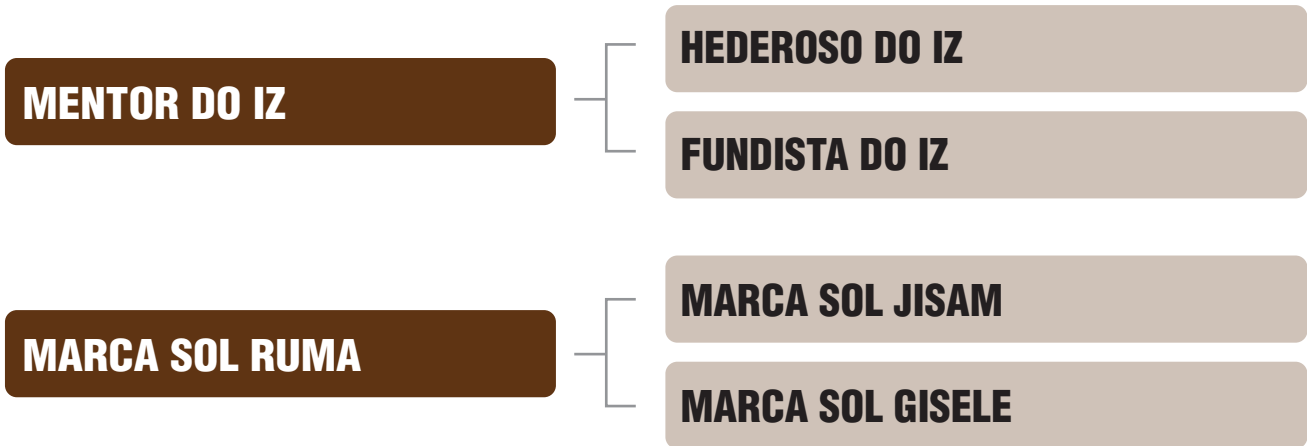 HEDEROSO DO IZ
MENTOR DO IZ
FUNDISTA DO IZ
MARCA SOL JISAM
MARCA SOL RUMA
MARCA SOL GISELE